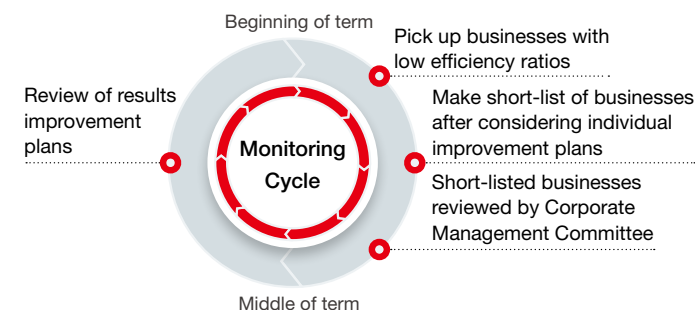 Beginning of term
Pick up businesses with
low efficiency ratios
Make short-list of businesses
after considering individual
improvement plans
Short-listed businesses
reviewed by Corporate
Management Committee
Middle of term
Review of results
improvement
plans
Monitoring
Cycle